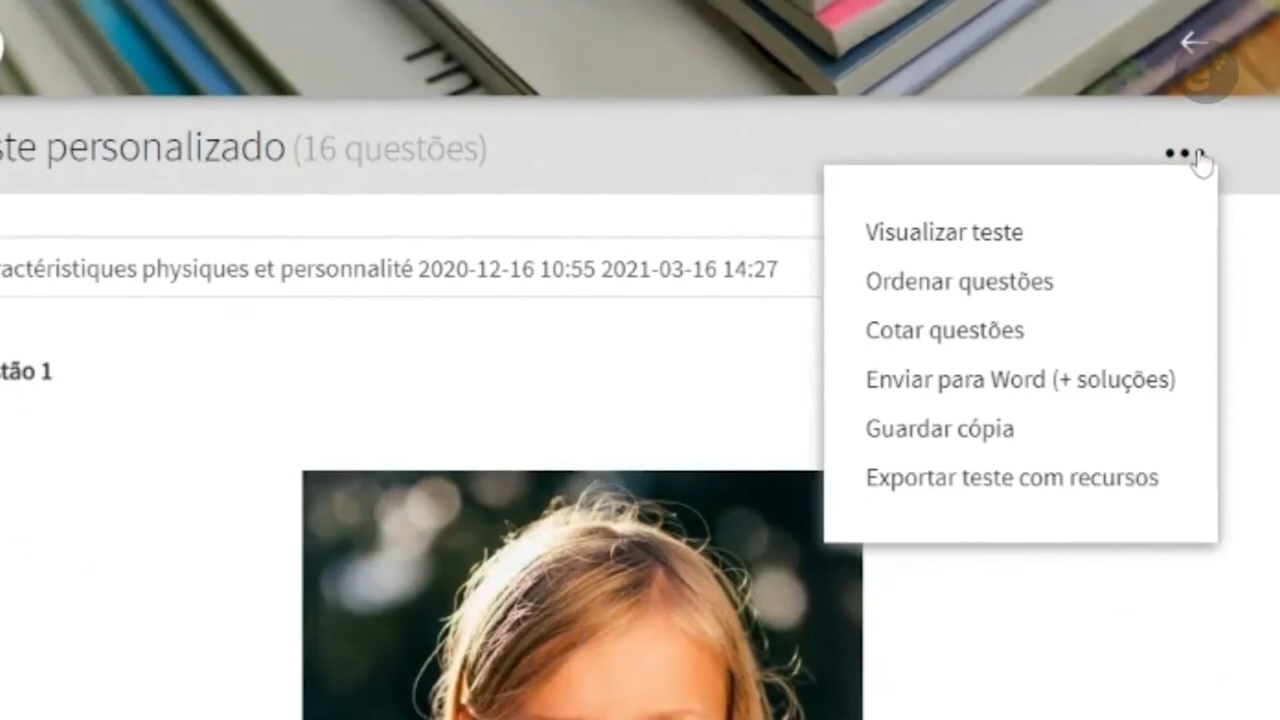 ste personalizado (16 questões)
ractéristiques physiques et personnalité 2020-12-16 10:55 2021-03-16 14:27
stão 1
Visualizar teste
Ordenar questões
Cotar questões
Enviar para Word (+ soluções)
Guardar cópia
Exportar teste com recursos